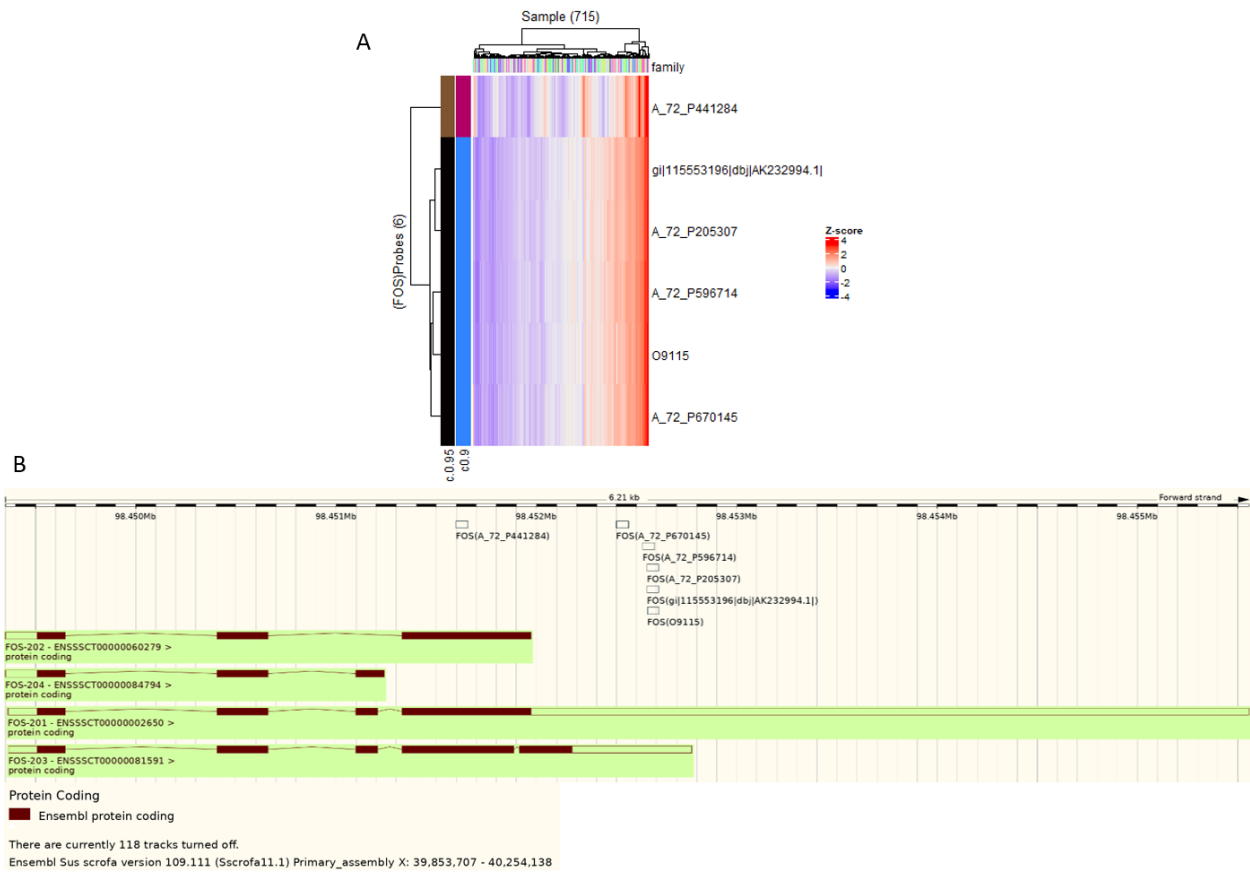 A
Sample (715)
family
A_72_P441284
gi|115553196|dbj|AK232994.1|
A_72_P205307
A_72_P596714
O9115
A_72_P670145
(FOS)Probes (6)
c.0.95
c0.9
Z-score
4
2
0
-2
-4
B
6.21 kb
Forward strand
98.450Mb 98.451Mb 98.452Mb 98.453Mb 98.454Mb 98.455Mb
FOS(A_72_P441284) FOS(A_72_P670145)
FOS(A_72_P596714)
FOS(A_72_P205307)
FOS(gi|115553196|dbj|AK232994.1|)
FOS(O9115)
FOS-202 - ENSSSCT00000060279 >
protein coding
FOS-204 - ENSSSCT00000084794 >
protein coding
FOS-201 - ENSSSCT00000002650 >
protein coding
FOS-203 - ENSSSCT00000081591 >
protein coding
Protein Coding
Ensembl protein coding
There are currently 118 tracks turned off.
Ensembl Sus scrofa version 109.111 (Sscrofa11.1) Primary_assembly X: 39,853,707 - 40,254,138